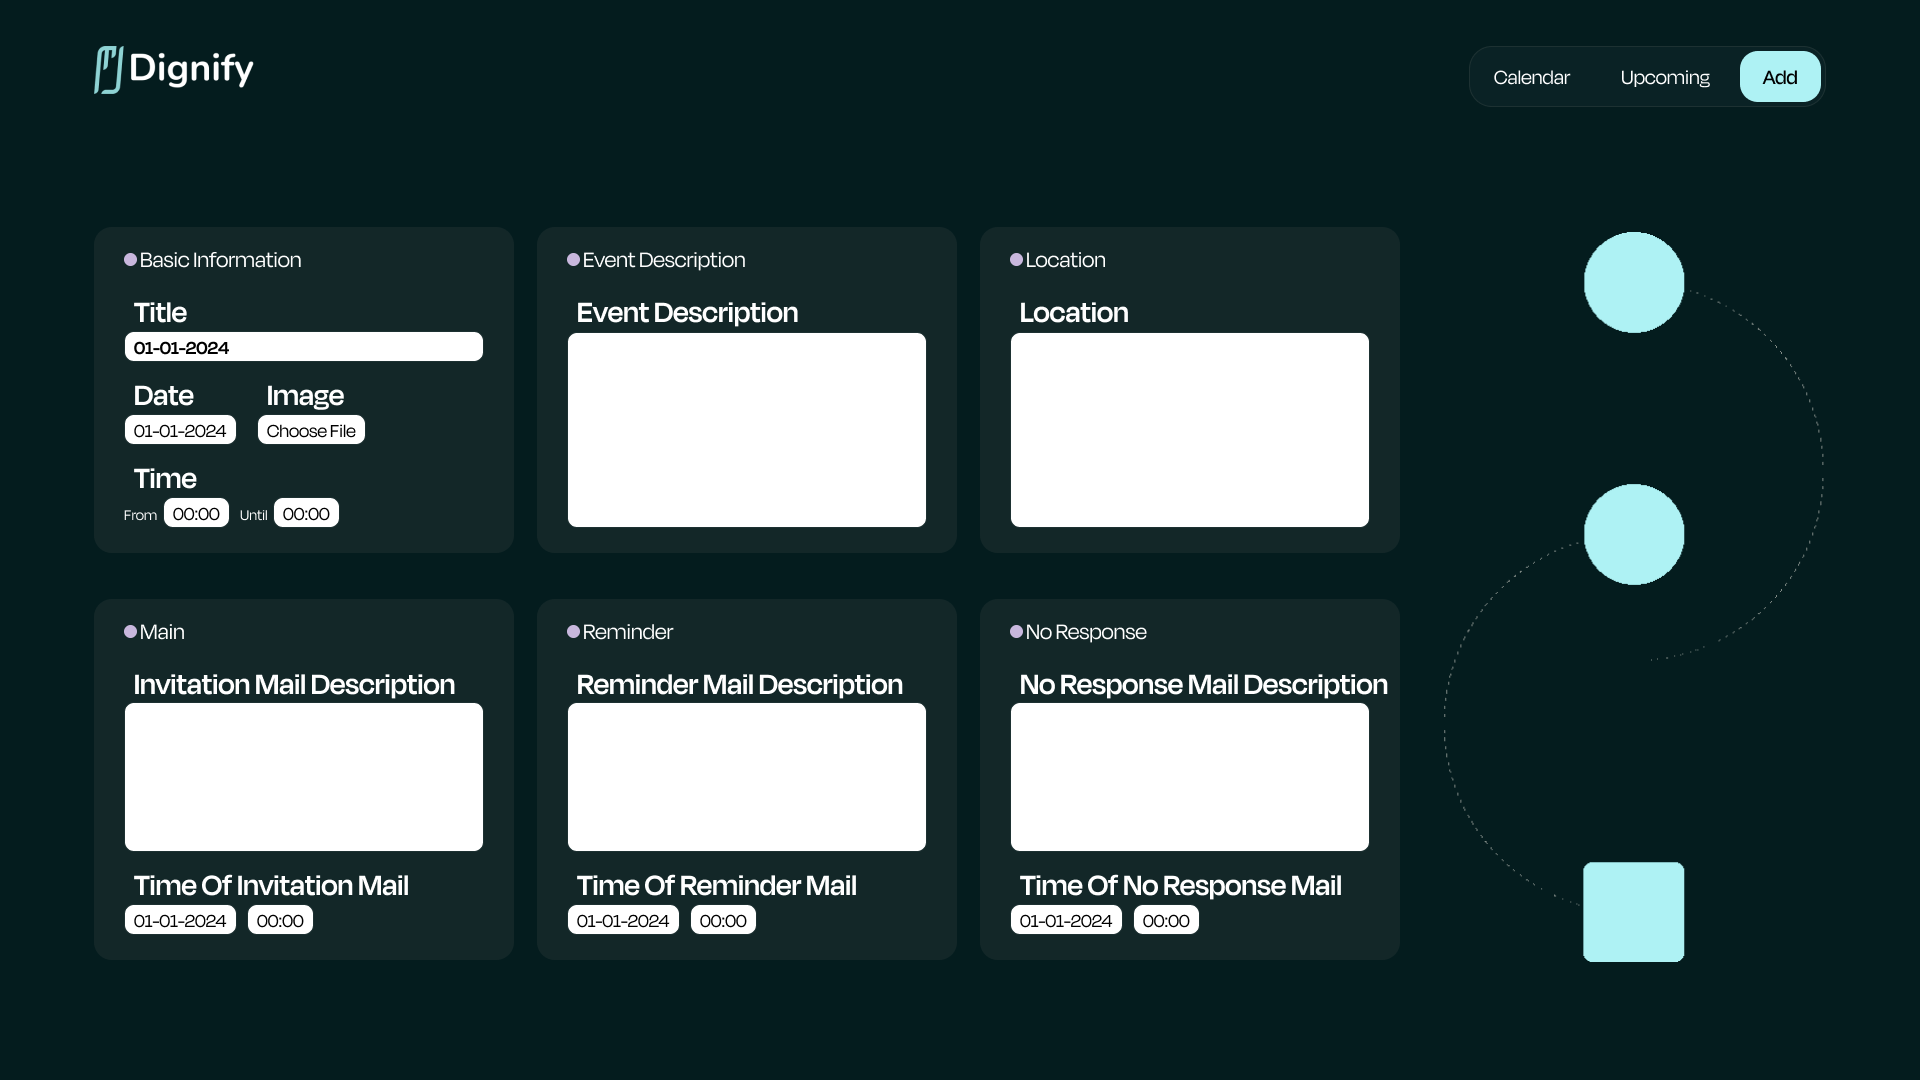 Dignify
Calendar Upcoming Add
Basic Information
Title
01-01-2024
Date Image
01-01-2024 Choose File
Time
From 00:00 Until 00:00
Event Description
Event Description
Location
Location
Main
Invitation Mail Description
Time Of Invitation Mail
01-01-2024 00:00
Reminder
Reminder Mail Description
Time Of Reminder Mail
01-01-2024 00:00
No Response
No Response Mail Description
Time Of No Response Mail
01-01-2024 00:00